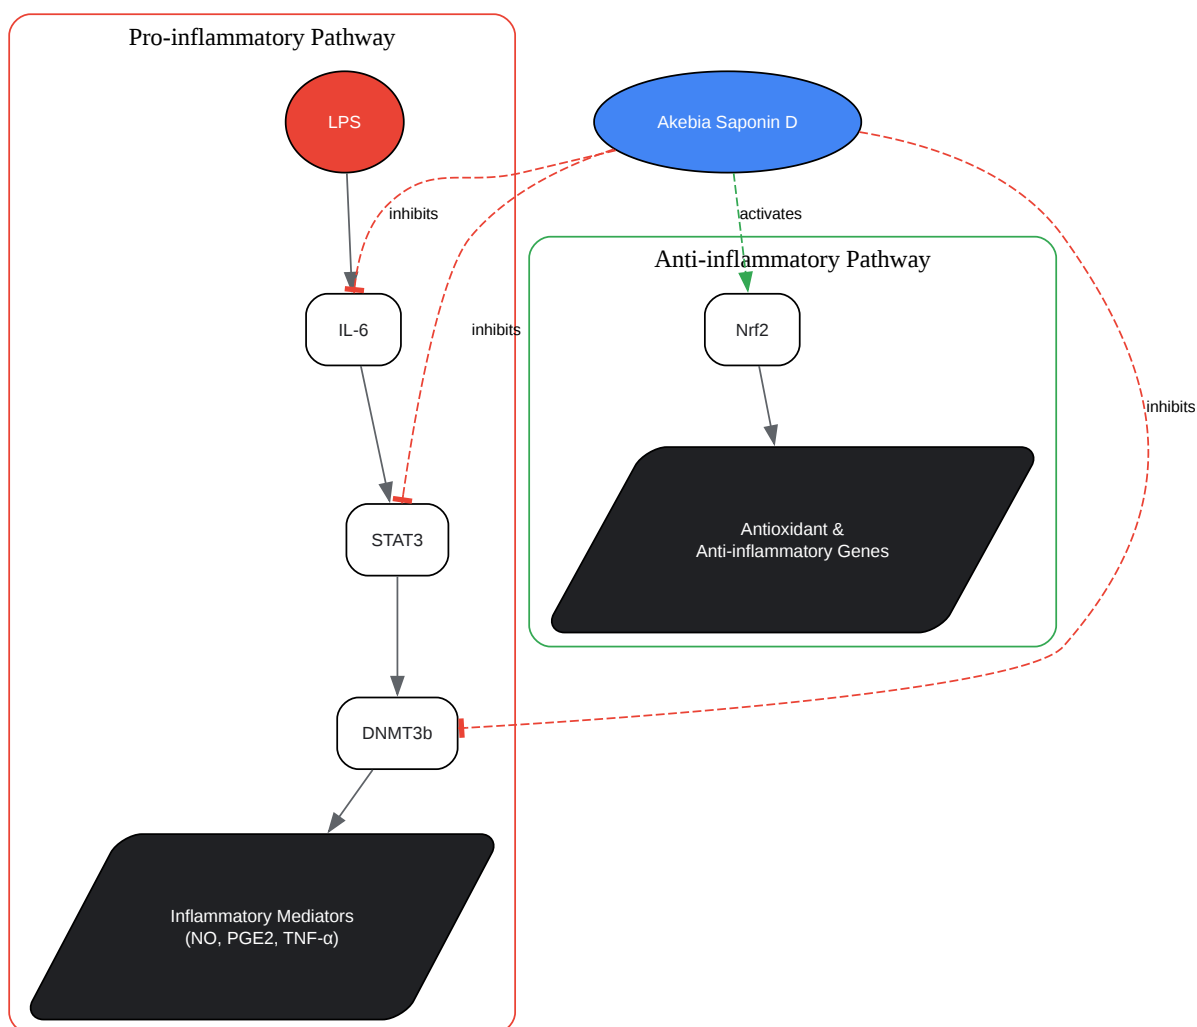 Pro-inflammatory Pathway
LPS
Akebia Saponin D
inhibits
activates
Anti-inflammatory Pathway
IL-6
inhibits
Nrf2
inhibits
STAT3
Antioxidant &
Anti-inflammatory Genes
DNMT3b
Inflammatory Mediators
(NO, PGE2, TNF-α)